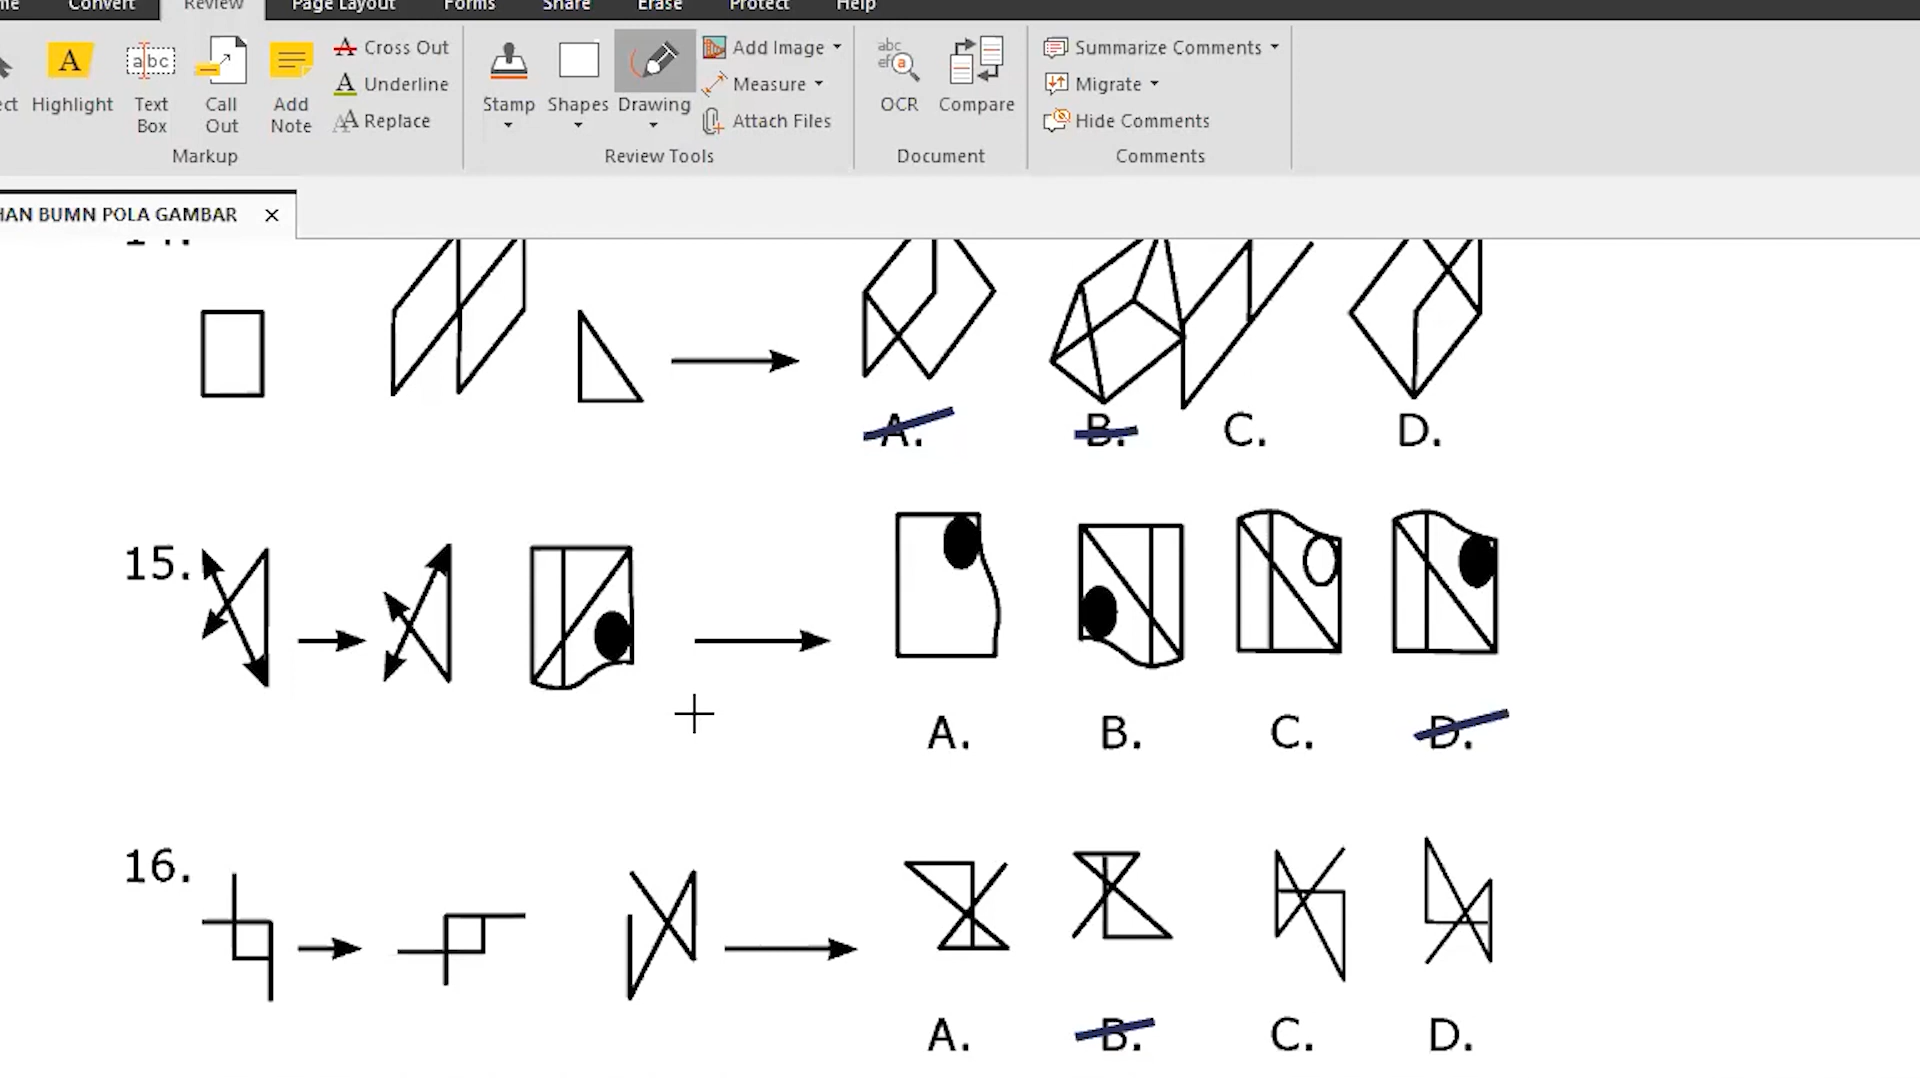 Convert
Review
Page Layout
Forms
Share
Erase
Protect
Help
Highlight
abc
Text
Box
Call
Out
Add
Note
Cross Out
Underline
Replace
Markup
Stamp
Shapes
Drawing
Add Image
Measure
Attach Files
Review Tools
OCR
Compare
Document
Summarize Comments
Migrate
Hide Comments
Comments
HAN BUMN POLA GAMBAR
A. B. C. D.
15.
A. B. C. D.
16.
A. B. C. D.